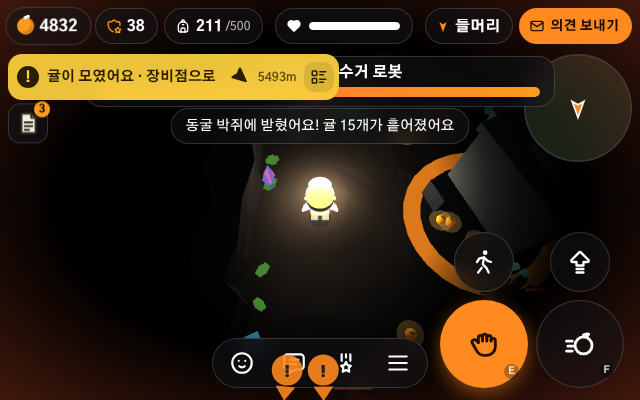 4832
38
211 /500
들머리
의견 보내기
귤이 모였어요 · 장비점으로
5493m
수거 로봇
3
동굴 박쥐에 받혔어요! 귤 15개가 흩어졌어요
E
F